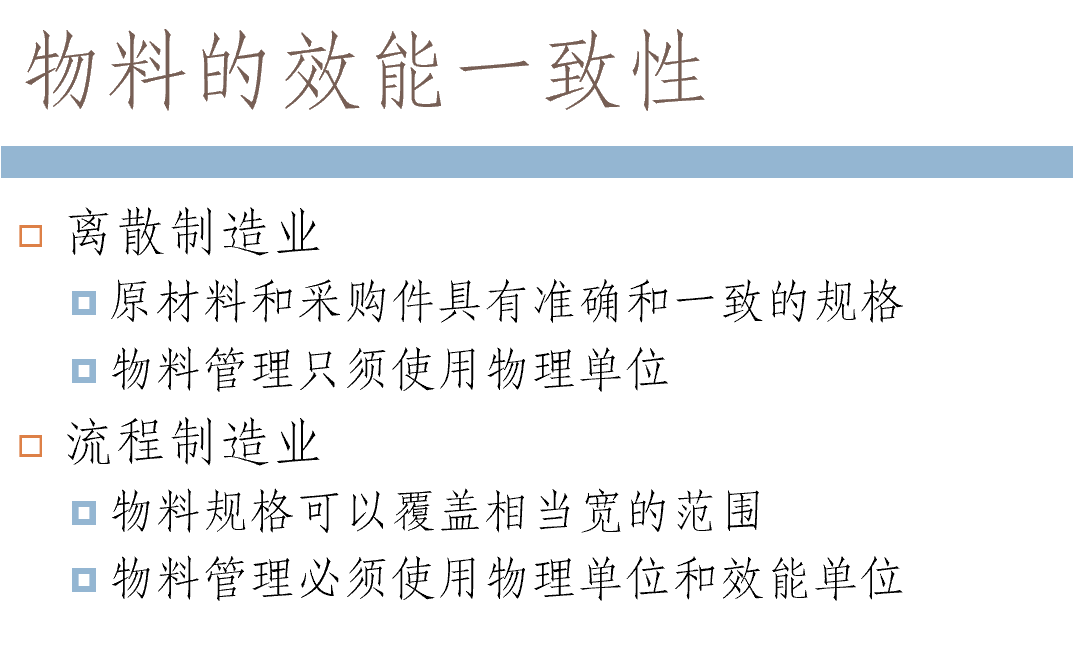 物料的效能一致性
离散制造业
原材料和采购件具有准确和一致的规格
物料管理只须使用物理单位
流程制造业
物料规格可以覆盖相当宽的范围
物料管理必须使用物理单位和效能单位